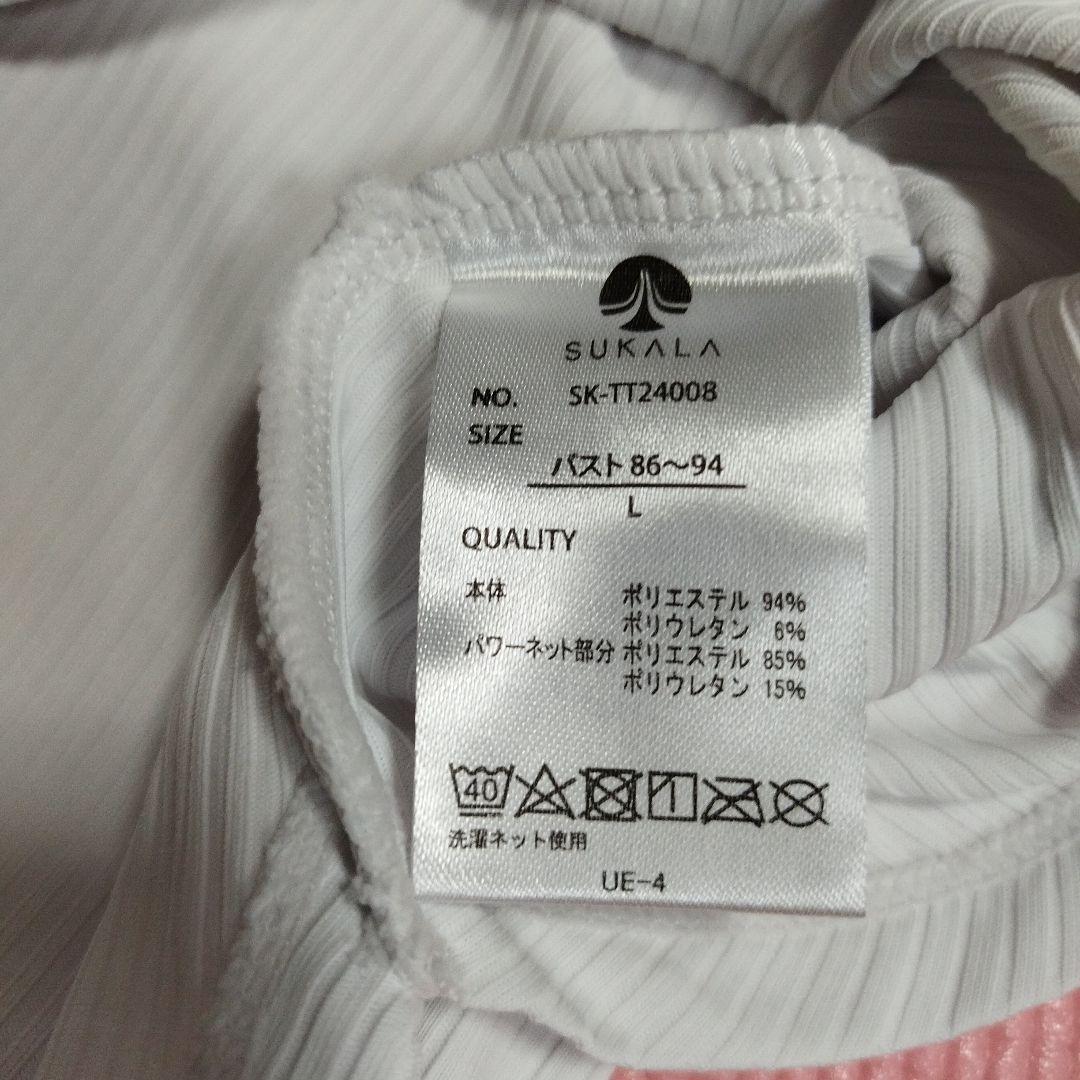 SUKALA
NO. SK-TT24008
SIZE
バスト 86～94
L
QUALITY
本体 ポリエステル 94%
ポリウレタン 6%
パワーネット部分 ポリエステル 85%
ポリウレタン 15%
40
洗濯ネット使用
UE-4